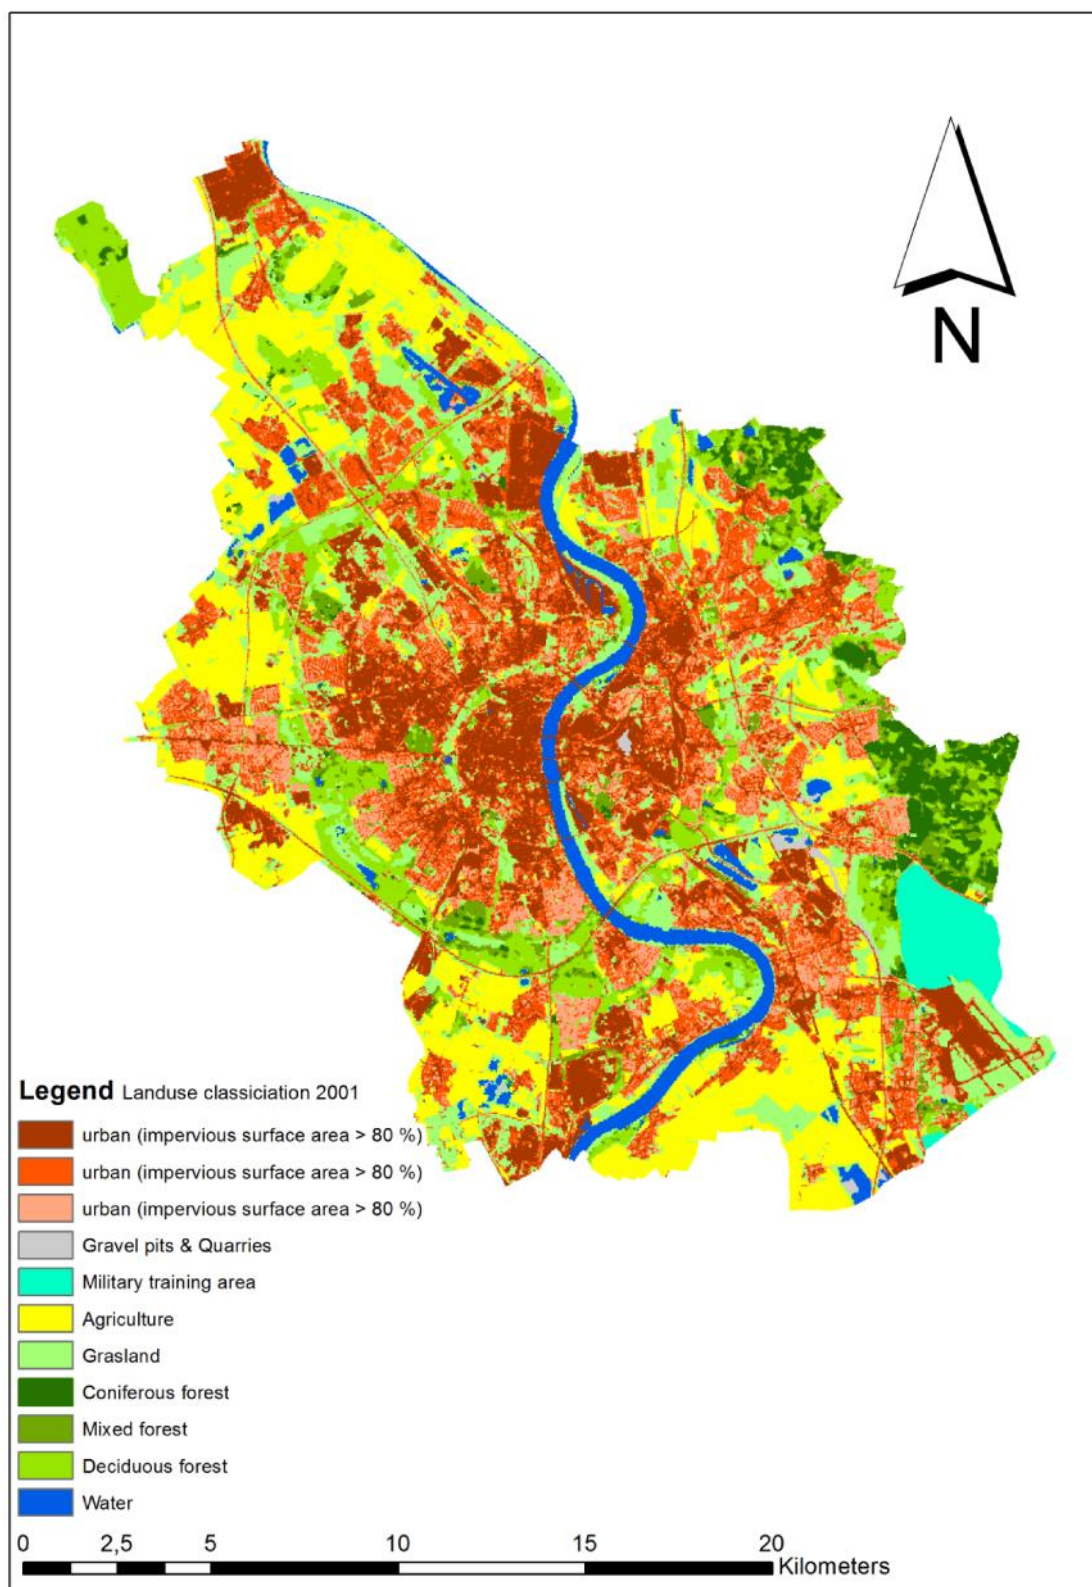 N
Legend Landuse classiciation 2001
urban (impervious surface area > 80 %)
urban (impervious surface area > 80 %)
urban (impervious surface area > 80 %)
Gravel pits & Quarries
Military training area
Agriculture
Grasland
Coniferous forest
Mixed forest
Deciduous forest
Water
0 2,5 5 10 15 20
Kilometers